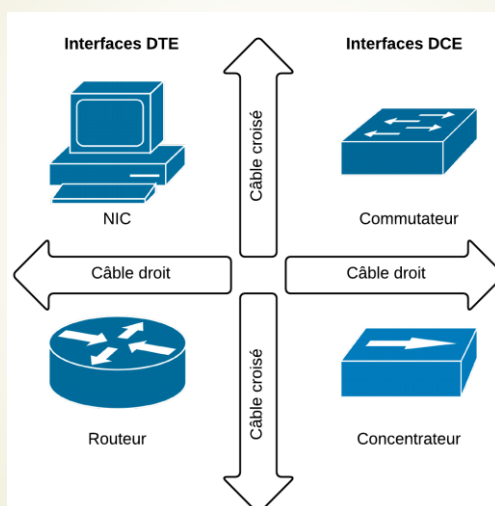 Interfaces DTE
Interfaces DCE
Câble croisé
NIC
Commutateur
Câble droit
Câble droit
Câble croisé
Routeur
Concentrateur